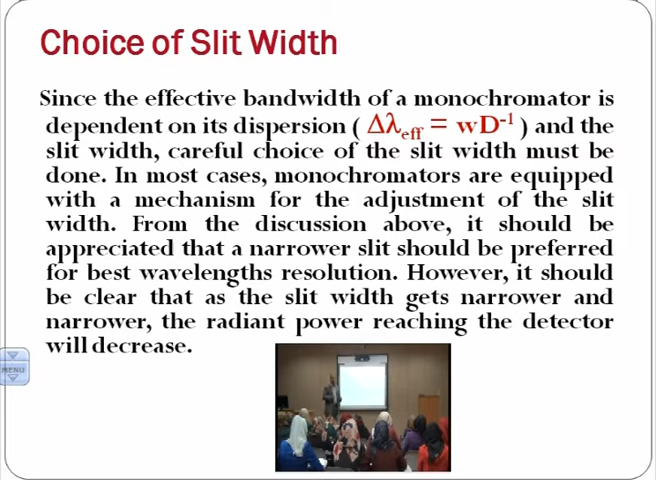 Choice of Slit Width
Since the effective bandwidth of a monochromator is
dependent on its dispersion ( Δλeff = wD-1 ) and the
slit width, careful choice of the slit width must be
done. In most cases, monochromators are equipped
with a mechanism for the adjustment of the slit
width. From the discussion above, it should be
appreciated that a narrower slit should be preferred
for best wavelengths resolution. However, it should
be clear that as the slit width gets narrower and
narrower, the radiant power reaching the detector
will decrease.
MENU